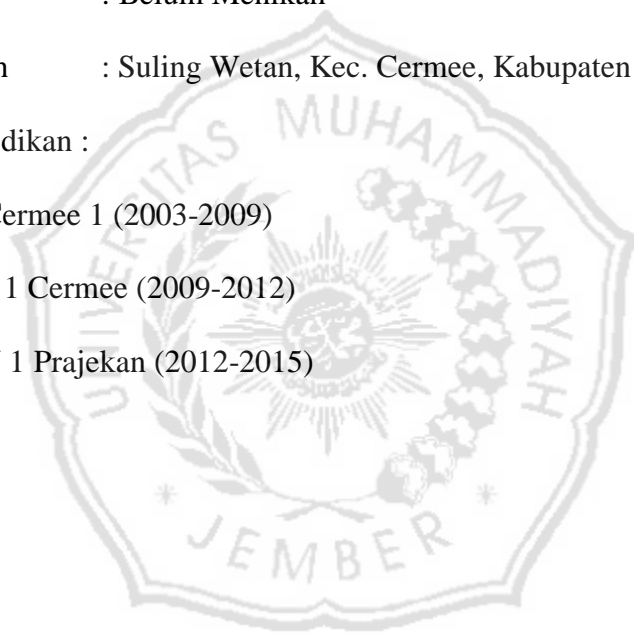 : Belum Menikah
n : Suling Wetan, Kec. Cermee, Kabupaten
dikan :
Cermee 1 (2003-2009)
1 Cermee (2009-2012)
1 Prajekan (2012-2015)
UNIVERSITAS MUHAMMADIYAH
JEMBER